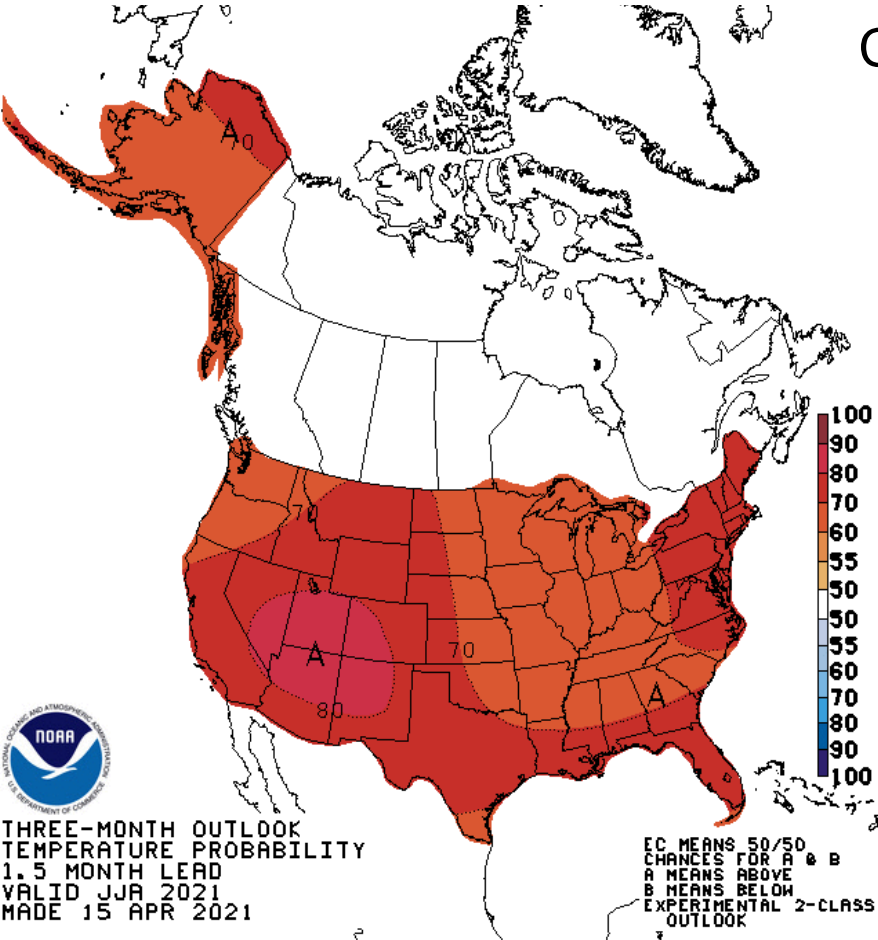 C
A
70
70
A
80
70
A
100
90
80
70
60
55
50
50
55
60
70
80
90
100
NATIONAL OCEANIC AND ATMOSPHERIC ADMINISTRATION
NOAA
U.S. DEPARTMENT OF COMMERCE
THREE-MONTH OUTLOOK
TEMPERATURE PROBABILITY
1.5 MONTH LEAD
VALID JJA 2021
MADE 15 APR 2021
EC MEANS 50/50
CHANCES FOR A & B
A MEANS ABOVE
B MEANS BELOW
EXPERIMENTAL 2-CLASS
OUTLOOK